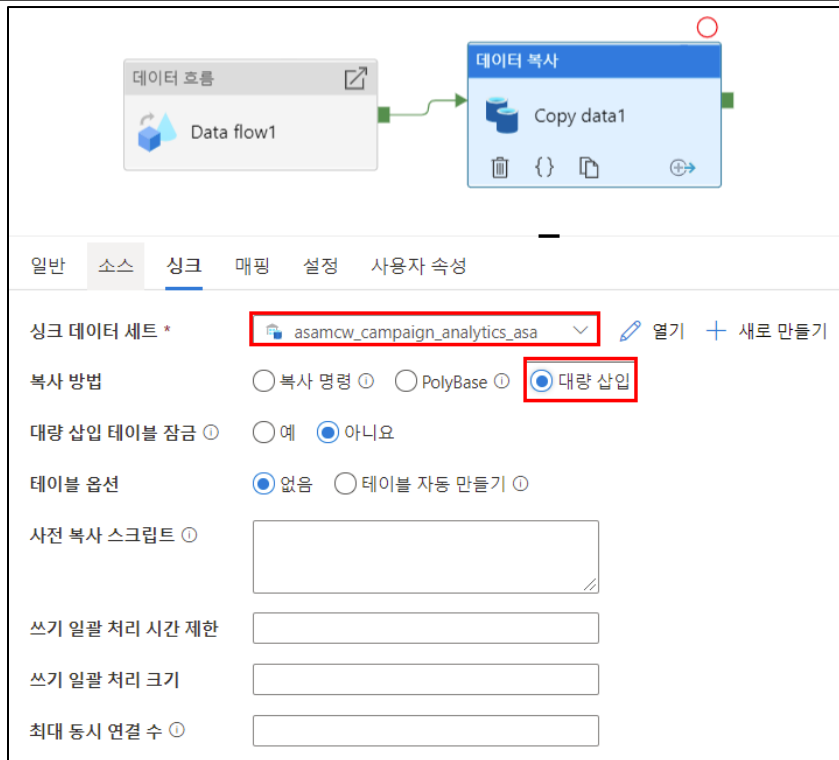 데이터 흐름
Data flow1
데이터 복사
Copy data1
일반 소스 싱크 매핑 설정 사용자 속성
싱크 데이터 세트 * asamcw_campaign_analytics_asa 열기 새로 만들기
복사 방법 복사 명령 PolyBase 대량 삽입
대량 삽입 테이블 잠금 예 아니요
테이블 옵션 없음 테이블 자동 만들기
사전 복사 스크립트
쓰기 일괄 처리 시간 제한
쓰기 일괄 처리 크기
최대 동시 연결 수